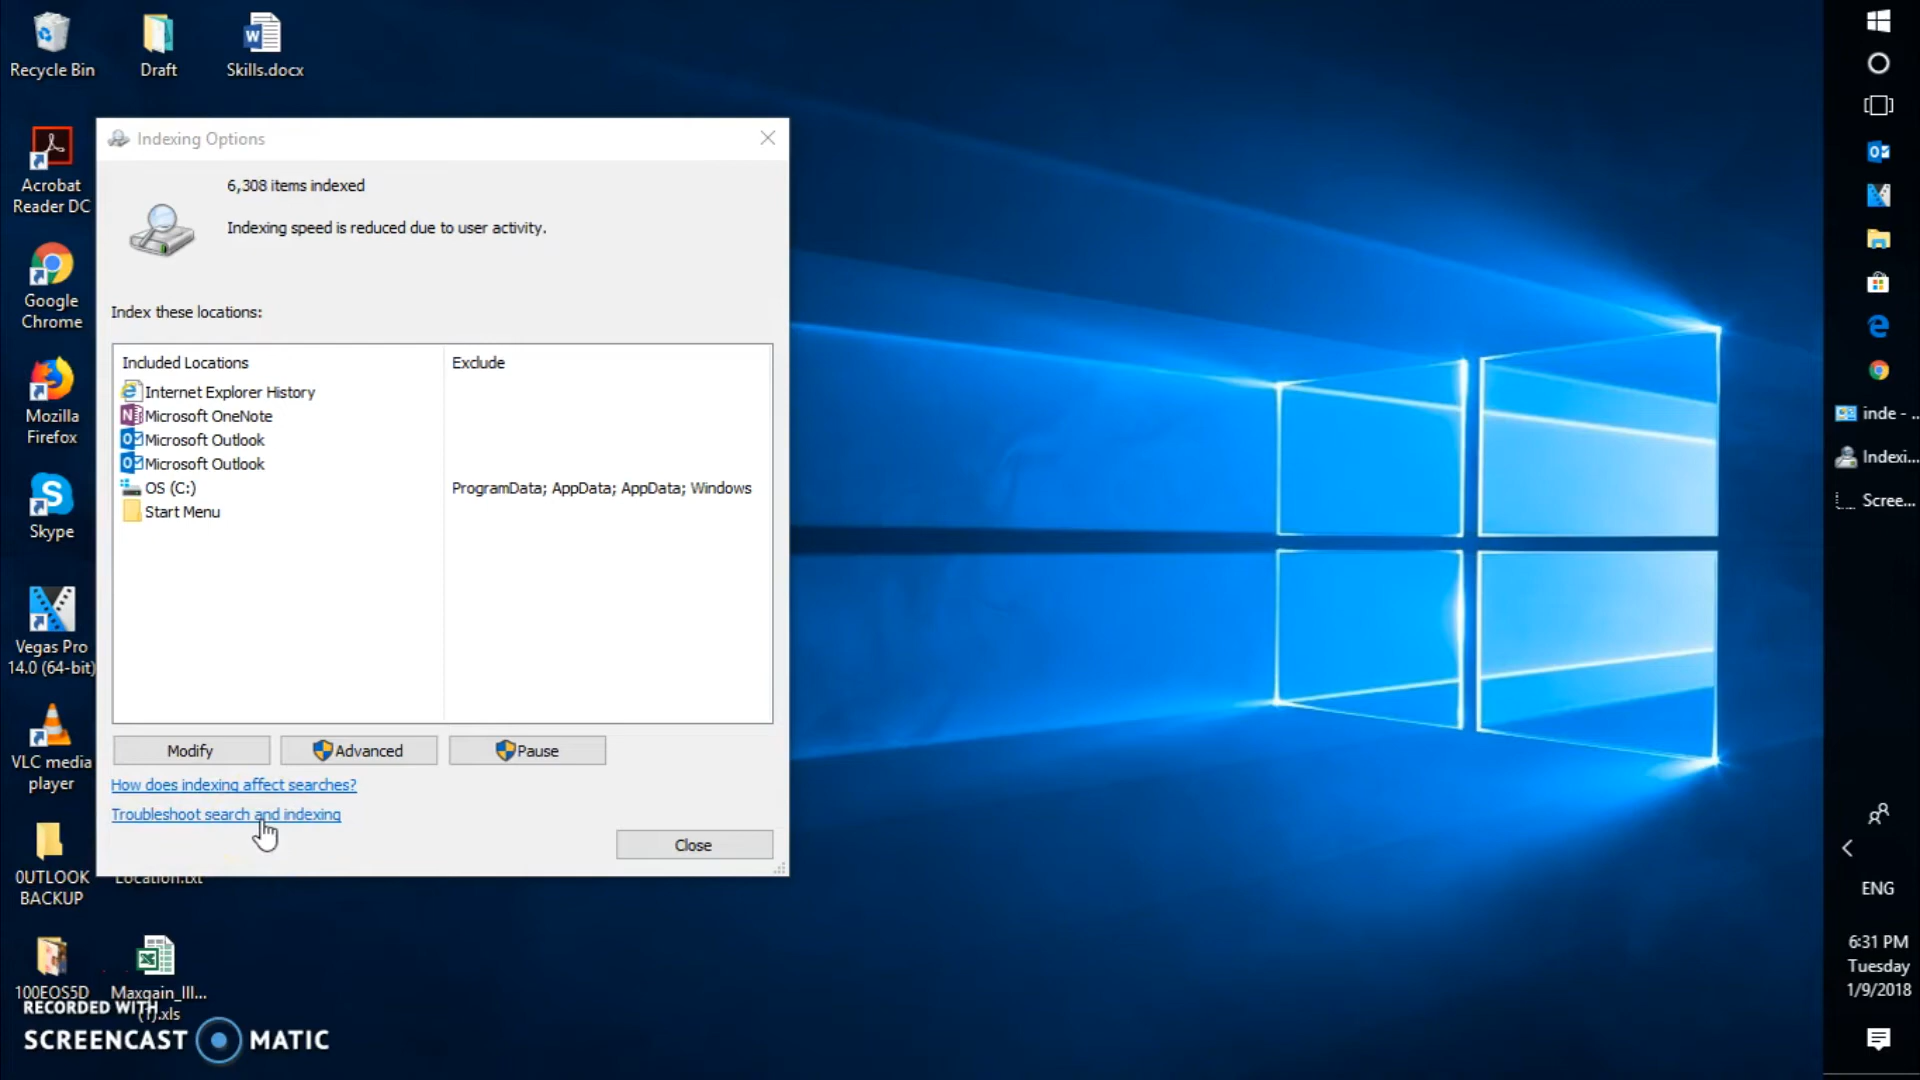 Recycle Bin
Draft
Skills.docx
Acrobat
Reader DC
Google
Chrome
Mozilla
Firefox
Skype
Vegas Pro
14.0 (64-bit)
VLC media
player
0UTLOOK
BACKUP
Location.txt
100EOS5D
Maxgain_III...
(1).xls
Indexing Options
6,308 items indexed
Indexing speed is reduced due to user activity.
Index these locations:
Included Locations
Exclude
Internet Explorer History
Microsoft OneNote
Microsoft Outlook
Microsoft Outlook
OS (C:)
ProgramData; AppData; AppData; Windows
Start Menu
Modify
Advanced
Pause
How does indexing affect searches?
Troubleshoot search and indexing
Close
inde - ...
Indexi...
Scree...
ENG
6:31 PM
Tuesday
1/9/2018
RECORDED WITH
SCREENCAST MATIC